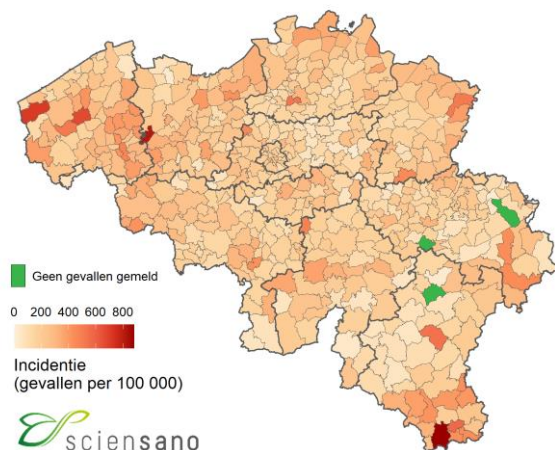 Geen gevallen gemeld
0 200 400 600 800
Incidentie
(gevallen per 100 000)
sciensano